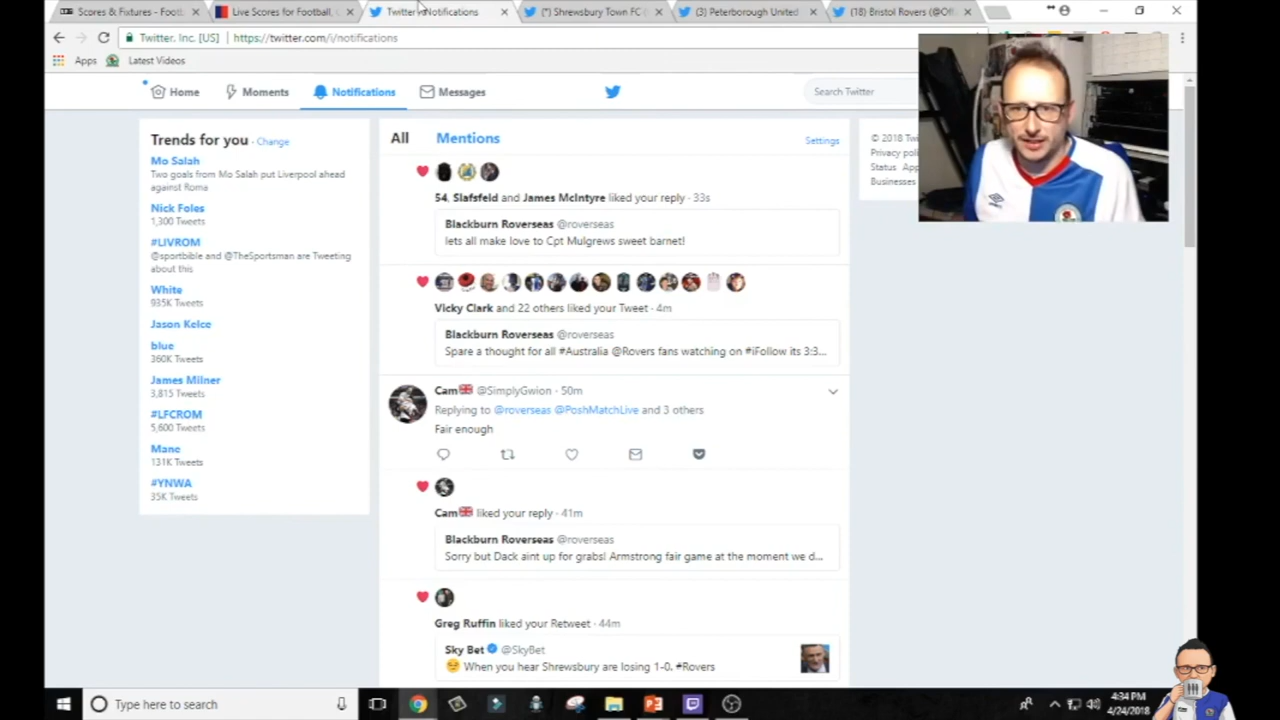 Scores & Fixtures - Foot
Live Scores for Football,
Twitter / Notifications
(*) Shrewsbury Town FC (
(3) Peterborough United
(18) Bristol Rovers (@Off
Twitter, Inc. [US]
https://twitter.com/i/notifications
Apps
Latest Videos
Home
Moments
Notifications
Messages
Search Twitter
Trends for you · Change
Mo Salah
Two goals from Mo Salah put Liverpool ahead
against Roma
Nick Foles
1,300 Tweets
#LIVROM
@sportbible and @TheSportsman are Tweeting
about this
White
935K Tweets
Jason Kelce
blue
360K Tweets
James Milner
3,815 Tweets
#LFCROM
5,600 Tweets
Mane
131K Tweets
#YNWA
35K Tweets
All
Mentions
Settings
54, Slafsfeld and James McIntyre liked your reply · 33s
Blackburn Roverseas @roverseas
lets all make love to Cpt Mulgrews sweet barnet!
Vicky Clark and 22 others liked your Tweet · 4m
Blackburn Roverseas @roverseas
Spare a thought for all #Australia @Rovers fans watching on #iFollow its 3:3...
Cam @SimplyGwion · 50m
Replying to @roverseas @PoshMatchLive and 3 others
Fair enough
Cam liked your reply · 41m
Blackburn Roverseas @roverseas
Sorry but Dack aint up for grabs! Armstrong fair game at the moment we d...
Greg Ruffin liked your Retweet · 44m
Sky Bet @SkyBet
When you hear Shrewsbury are losing 1-0. #Rovers
© 2018 Twi
Privacy poli
Status App
Businesses
Type here to search
4:34 PM
4/24/2018